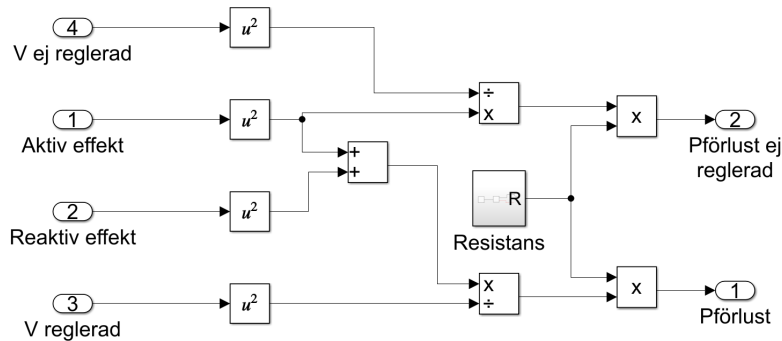 4
V ej reglerad
u²
÷
x
1
Aktiv effekt
u²
x
2
Pförlust ej
reglerad
+
+
2
Reaktiv effekt
u²
R
Resistans
3
V reglerad
u²
x
÷
x
1
Pförlust